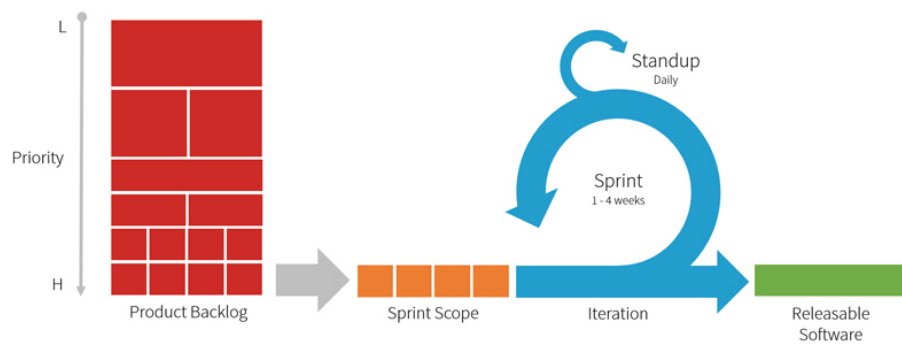 L
Priority
H
Product Backlog
Sprint Scope
Standup
Daily
Sprint
1 - 4 weeks
Iteration
Releasable
Software